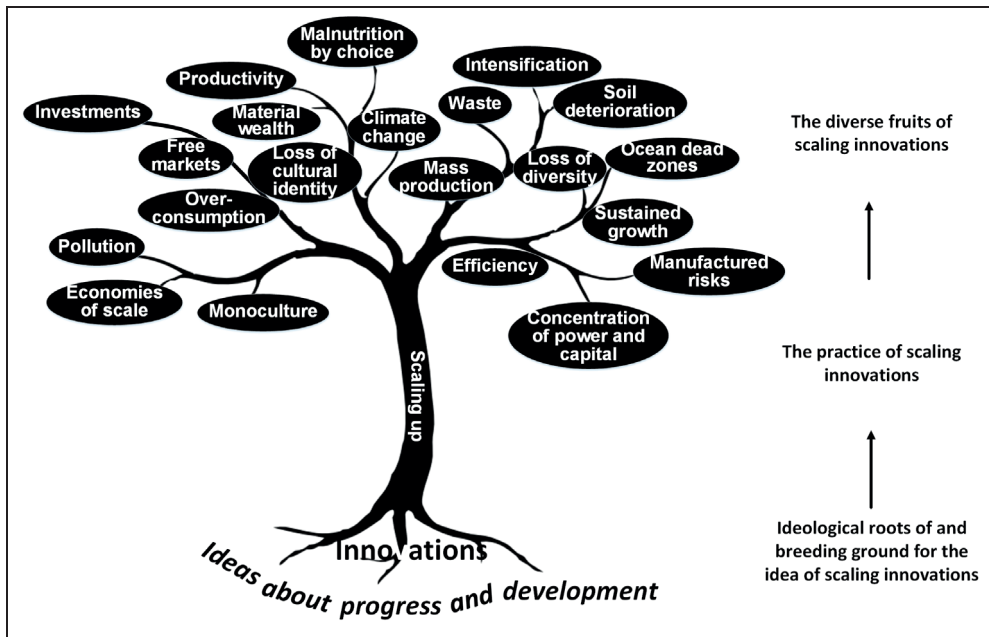 Malnutrition
by choice
Productivity
Intensification
Investments
Material
wealth
Climate
change
Waste
Soil
deterioration
Free
markets
Loss of
cultural
identity
Mass
production
Loss of
diversity
Ocean dead
zones
Over-
consumption
Sustained
growth
Pollution
Efficiency
Manufactured
risks
Economies
of scale
Monoculture
Concentration
of power and
capital
Scaling up
Innovations
Ideas about progress and development
The diverse fruits of
scaling innovations
The practice of scaling
innovations
Ideological roots of and
breeding ground for the
idea of scaling innovations